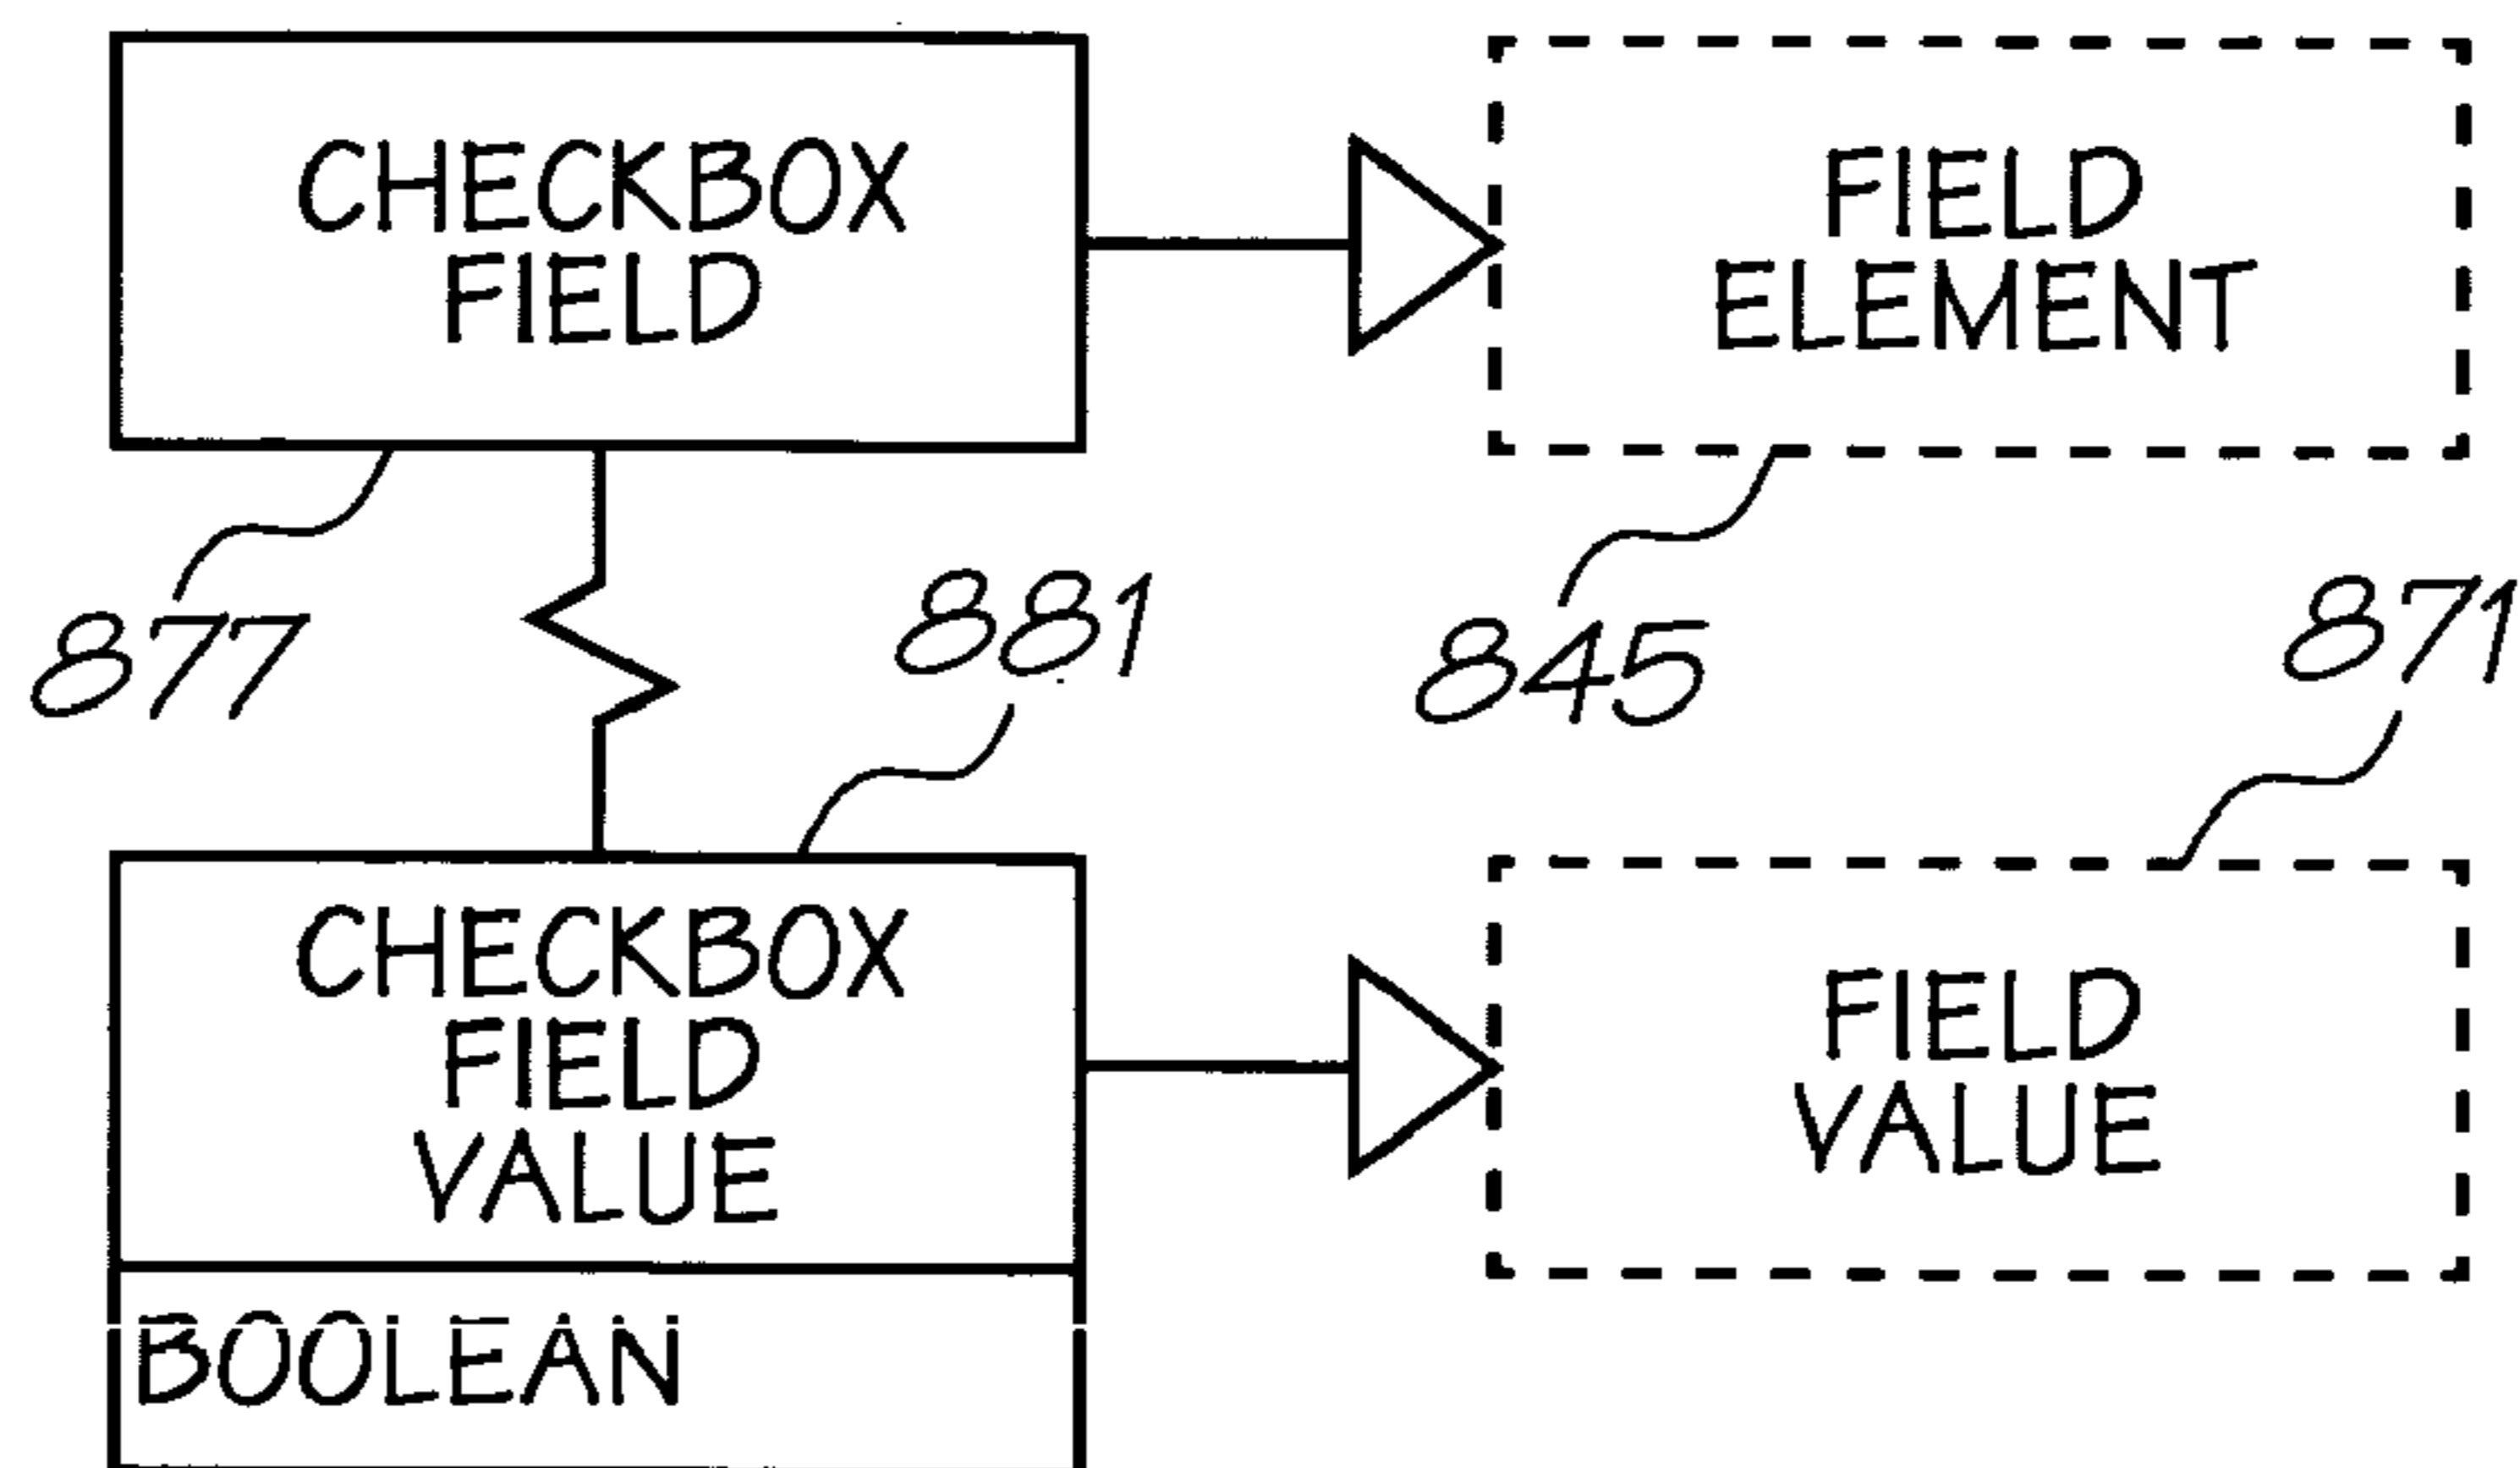 CHECKBOX
FIELD
FIELD
ELEMENT
877
881
845
871
CHECKBOX
FIELD
VALUE
FIELD
VALUE
BOOLEAN